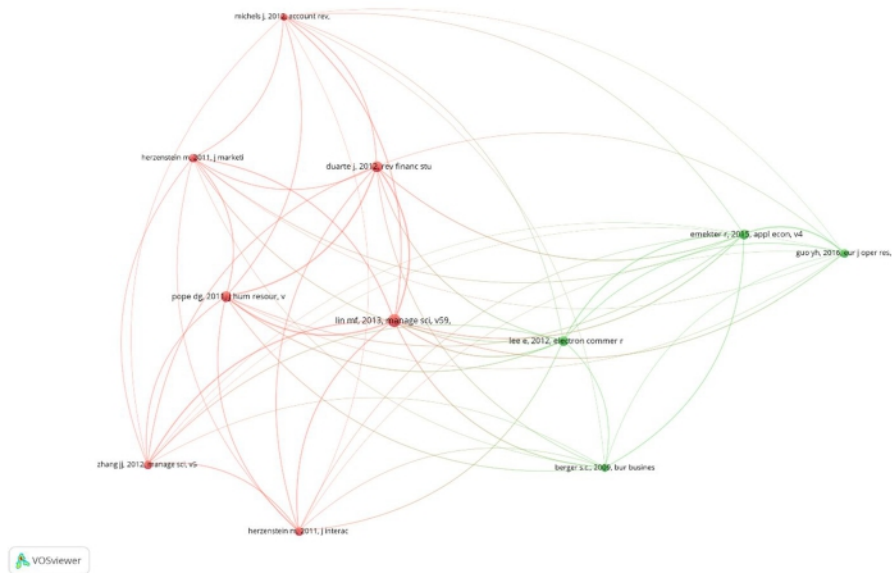 michels j, 2012, account rev,
herzenstein m, 2011, j marketi
duarte j, 2012, rev financ stu
emekter r, 2015, appl econ, v4
guo yh, 2016, eur j oper res,
pope dg, 2011, j hum resour, v
lin mf, 2013, manage sci, v59,
lee e, 2012, electron commer r
zhang jj, 2012, manage sci, v5
berger s.c., 2009, bur busines
herzenstein m, 2011, j interac
VOSviewer